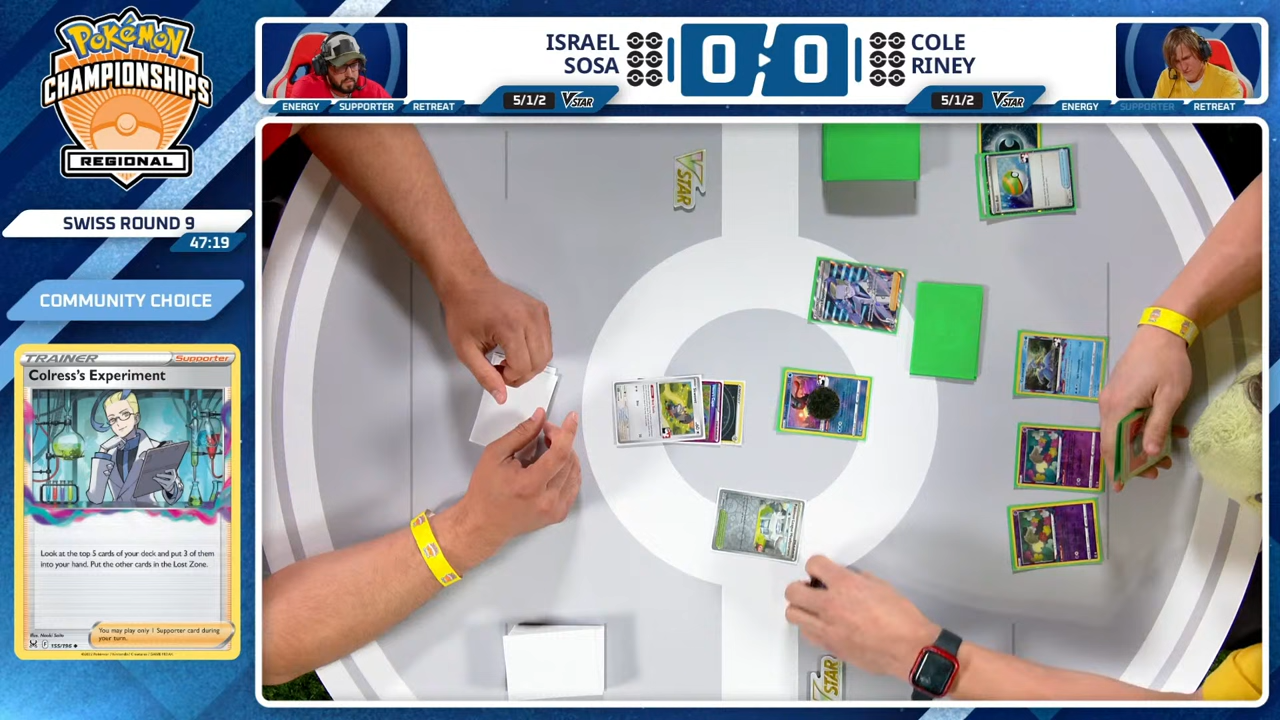 Pokémon
CHAMPIONSHIPS
REGIONAL
SWISS ROUND 9
47:19
COMMUNITY CHOICE
TRAINER Supporter
Colress's Experiment
Look at the top 5 cards of your deck and put 3 of them
into your hand. Put the other cards in the Lost Zone.
You may play only 1 Supporter card during
your turn.
155/196
ISRAEL
SOSA
0 0
COLE
RINEY
ENERGY SUPPORTER RETREAT
5/1/2 VSTAR
5/1/2 VSTAR
ENERGY SUPPORTER RETREAT
VSTAR
VSTAR